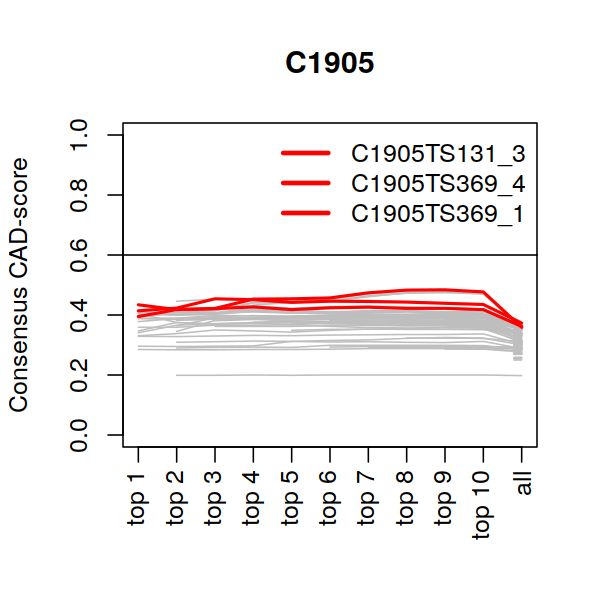 C1905
Consensus CAD-score
1.0
0.8
0.6
0.4
0.2
0.0
C1905TS131_3
C1905TS369_4
C1905TS369_1
top 1
top 2
top 3
top 4
top 5
top 6
top 7
top 8
top 9
top 10
all